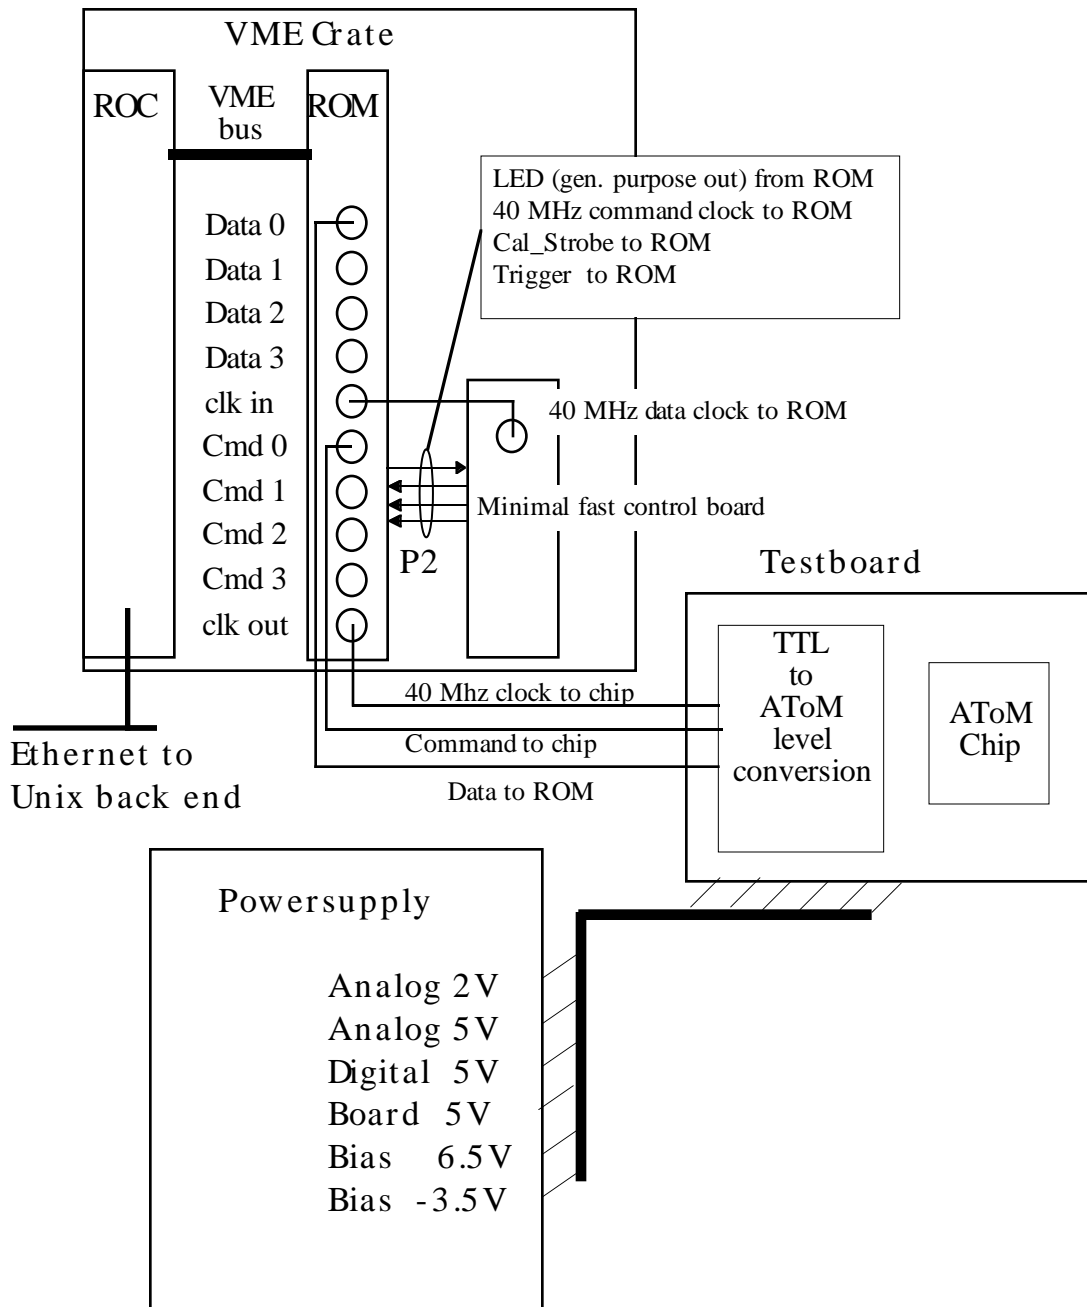 VME Crate
ROC
VME
bus
ROM
LED (gen. purpose out) from ROM
40 MHz command clock to ROM
Cal_Strobe to ROM
Trigger to ROM
Data 0
Data 1
Data 2
Data 3
clk in
Cmd 0
Cmd 1
Cmd 2
Cmd 3
clk out
40 MHz data clock to ROM
Minimal fast control board
P2
Testboard
TTL
to
AToM
level
conversion
AToM
Chip
40 Mhz clock to chip
Command to chip
Data to ROM
Ethernet to
Unix back end
Powersupply
Analog 2V
Analog 5V
Digital 5V
Board 5V
Bias 6.5V
Bias -3.5V